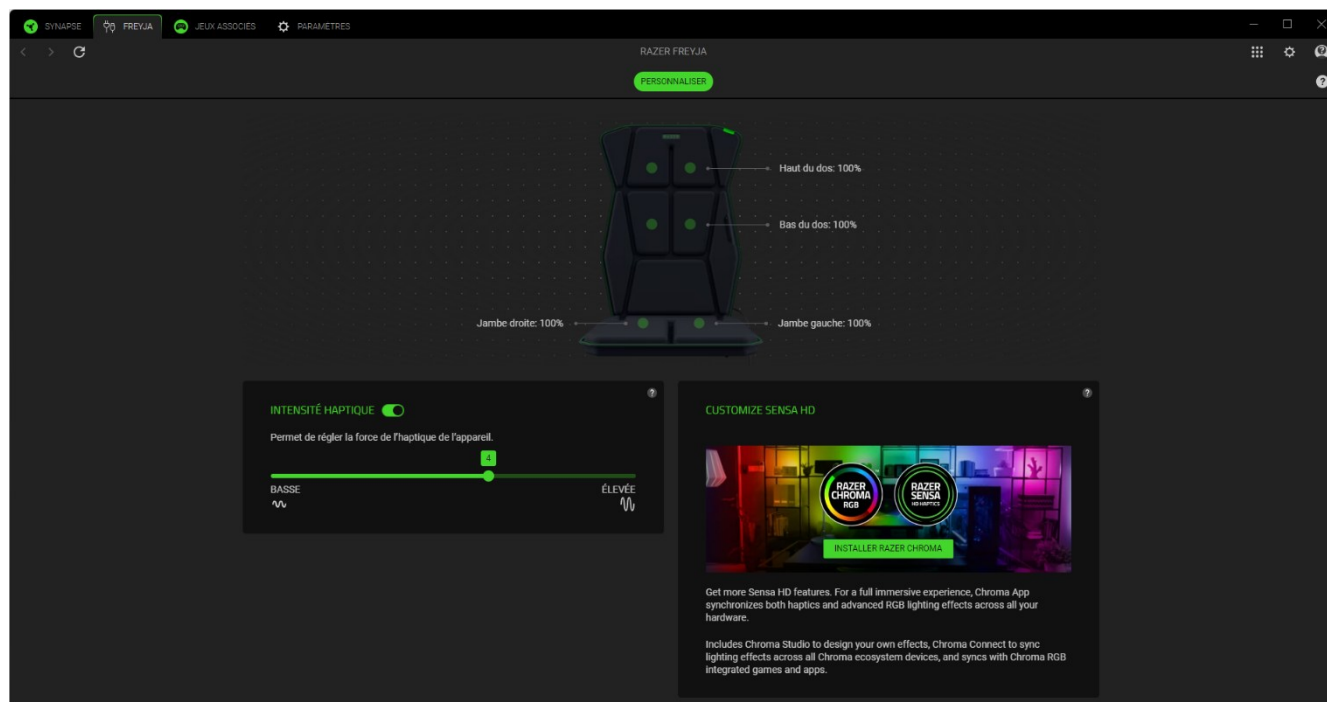 SYNAPSE FREYJA JEUX ASSOCIÉS PARAMÈTRES
RAZER FREYJA
PERSONNALISER
Haut du dos: 100%
Bas du dos: 100%
Jambe droite: 100% Jambe gauche: 100%
INTENSITÉ HAPTIQUE
Permet de régler la force de l'haptique de l'appareil.
4
BASSE ÉLEVÉE
CUSTOMIZE SENSA HD
RAZER CHROMA RGB
RAZER SENSA HD HAPTICS
INSTALLER RAZER CHROMA
Get more Sensa HD features. For a full immersive experience, Chroma App
synchronizes both haptics and advanced RGB lighting effects across all your
hardware.
Includes Chroma Studio to design your own effects, Chroma Connect to sync
lighting effects across all Chroma ecosystem devices, and syncs with Chroma RGB
integrated games and apps.